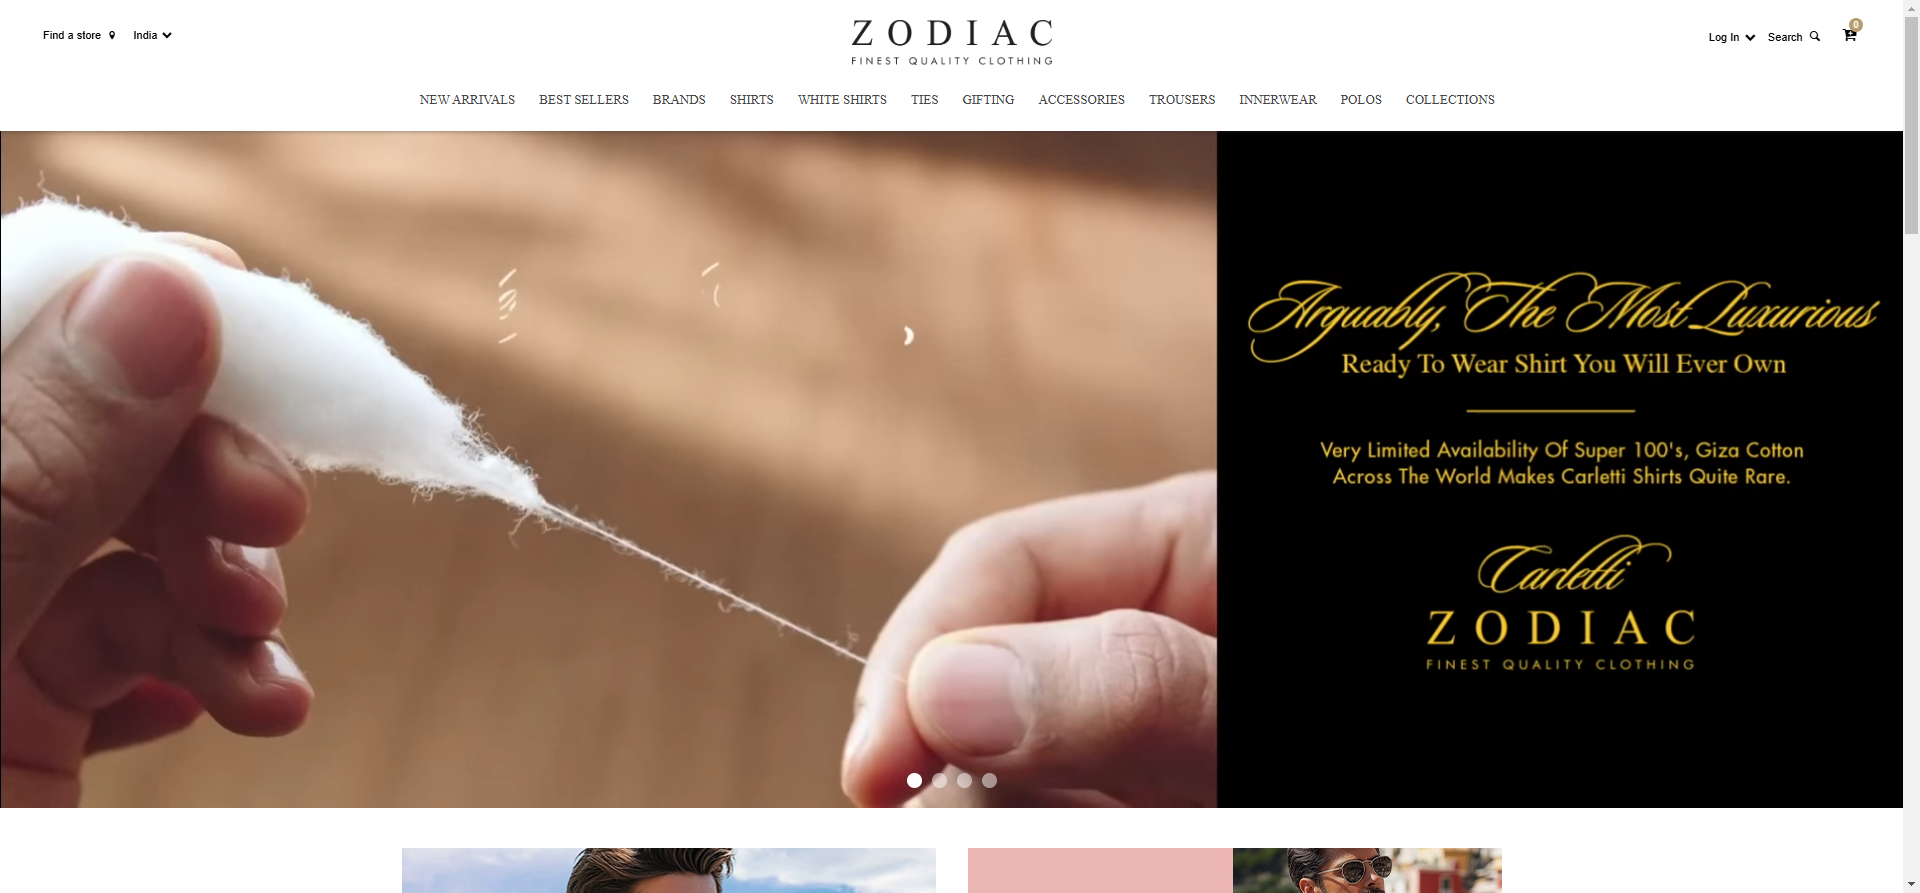 Find a store
India
ZODIAC
FINEST QUALITY CLOTHING
Log In
Search
0
NEW ARRIVALS
BEST SELLERS
BRANDS
SHIRTS
WHITE SHIRTS
TIES
GIFTING
ACCESSORIES
TROUSERS
INNERWEAR
POLOS
COLLECTIONS
Arguably, The Most Luxurious
Ready To Wear Shirt You Will Ever Own
Very Limited Availability Of Super 100's, Giza Cotton
Across The World Makes Carletti Shirts Quite Rare.
Carletti
ZODIAC
FINEST QUALITY CLOTHING